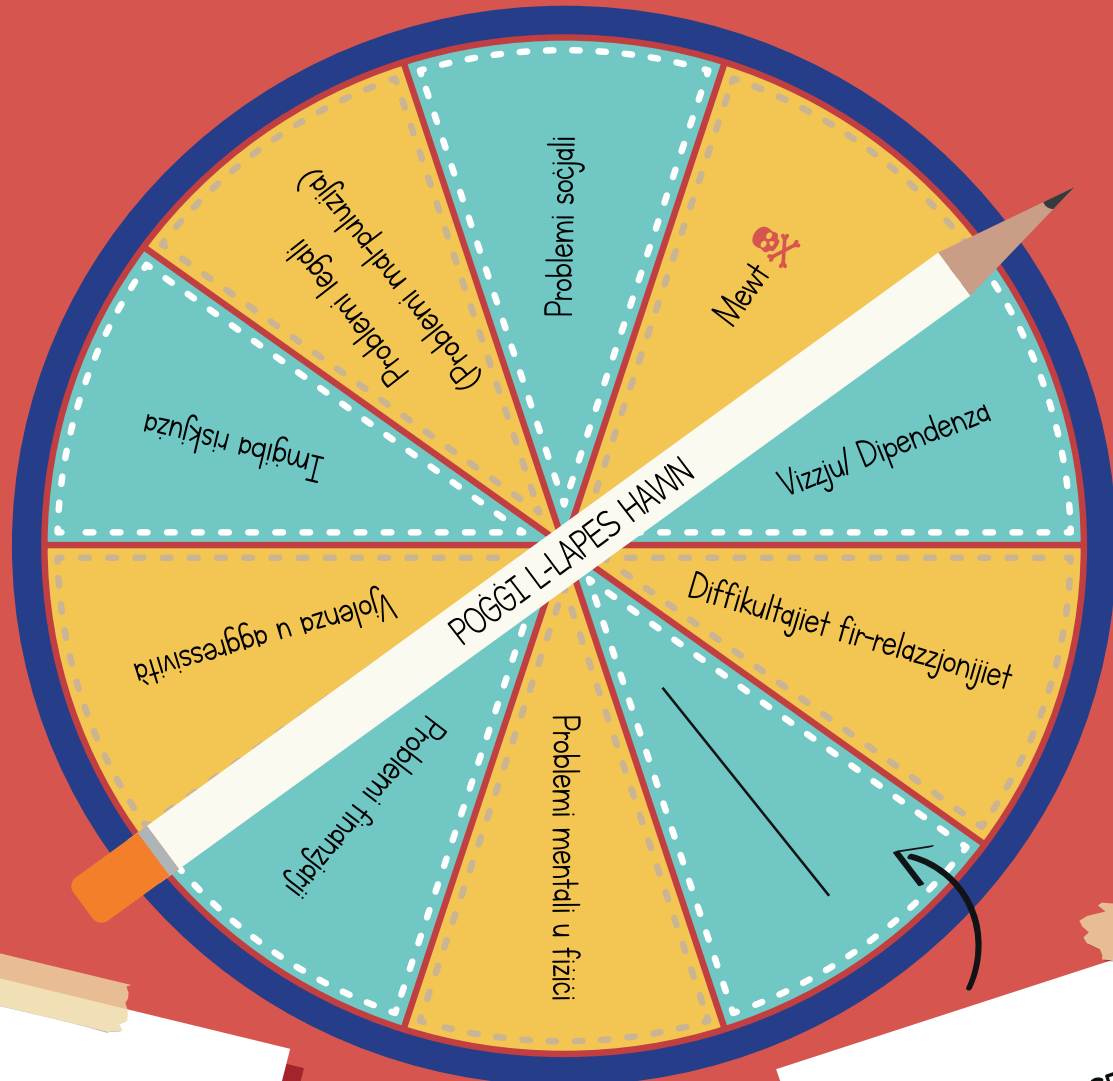 Problemi soċjali
Mewt
Vizzju/ Dipendenza
Diffikultajiet fir-relazzjonijiet
Problemi mentali u fiżiċi
Problemi finanzjarji
Vjolenza u aggressività
Imġiba riskjuża
Problemi legali
(Problemi mal-pulizija)
POĠĠI L-LAPES HAWN